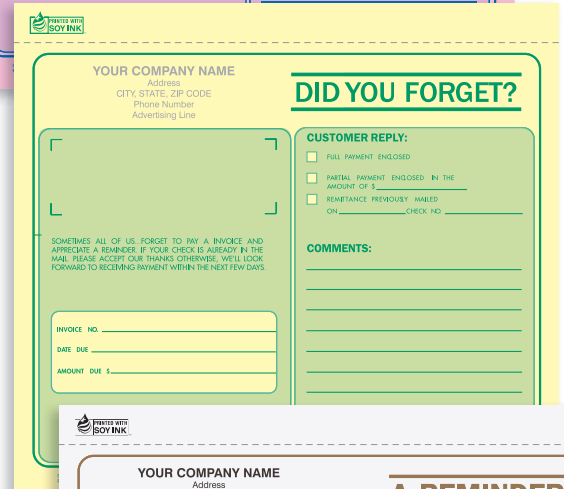 PRINTED WITH
SOY INK
YOUR COMPANY NAME
Address
CITY, STATE, ZIP CODE
Phone Number
Advertising Line
DID YOU FORGET?
SOMETIMES ALL OF US...FORGET TO PAY A INVOICE AND
APPRECIATE A REMINDER. IF YOUR CHECK IS ALREADY IN THE
MAIL. PLEASE ACCEPT OUR THANKS OTHERWISE, WE'LL LOOK
FORWARD TO RECEIVING PAYMENT WITHIN THE NEXT FEW DAYS.
INVOICE NO.
DATE DUE
AMOUNT DUE $
CUSTOMER REPLY:
FULL PAYMENT ENCLOSED
PARTIAL PAYMENT ENCLOSED IN THE
AMOUNT OF $
REMITTANCE PREVIOUSLY MAILED
ON CHECK NO.
COMMENTS:
PRINTED WITH
SOY INK
YOUR COMPANY NAME
Address
A REMINDER